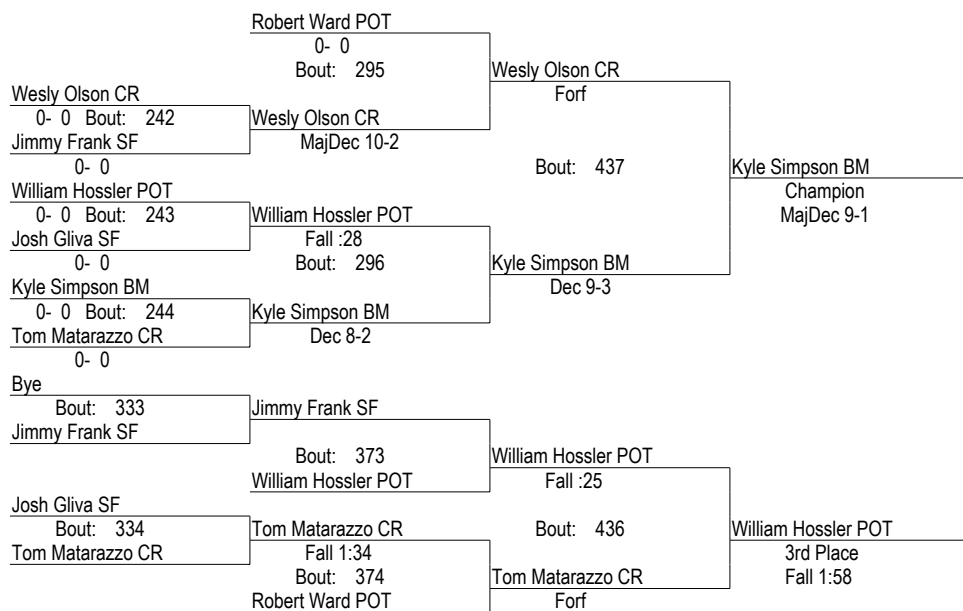 Robert Ward POT
0- 0
Bout: 295
Wesly Olson CR
Forf
Wesly Olson CR
0- 0 Bout: 242
Wesly Olson CR
MajDec 10-2
Jimmy Frank SF
0- 0
Bout: 437
Kyle Simpson BM
Champion
MajDec 9-1
William Hossler POT
0- 0 Bout: 243
William Hossler POT
Fall :28
Josh Gliva SF
0- 0
Bout: 296
Kyle Simpson BM
Dec 9-3
Kyle Simpson BM
0- 0 Bout: 244
Kyle Simpson BM
Dec 8-2
Tom Matarazzo CR
0- 0
Bye
Bout: 333
Jimmy Frank SF
Jimmy Frank SF
Bout: 373
William Hossler POT
William Hossler POT
Fall :25
Josh Gliva SF
Bout: 334
Tom Matarazzo CR
Tom Matarazzo CR
Fall 1:34
Bout: 436
William Hossler POT
3rd Place
Fall 1:58
Bout: 374
Tom Matarazzo CR
Forf
Robert Ward POT